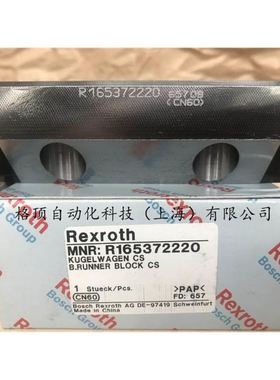 R165372220
65709
(CN60)
格顶自动化科技（上海）有限公司
Rexroth
MNR: R165372220
KUGELWAGEN CS
B.RUNNER BLOCK CS
1 Stueck/Pcs.
>PAP<
(CN60)
FD: 657
Bosch Rexroth AG DE-97419 Schweinfurt
Made in China
Rexroth
Bosch Group